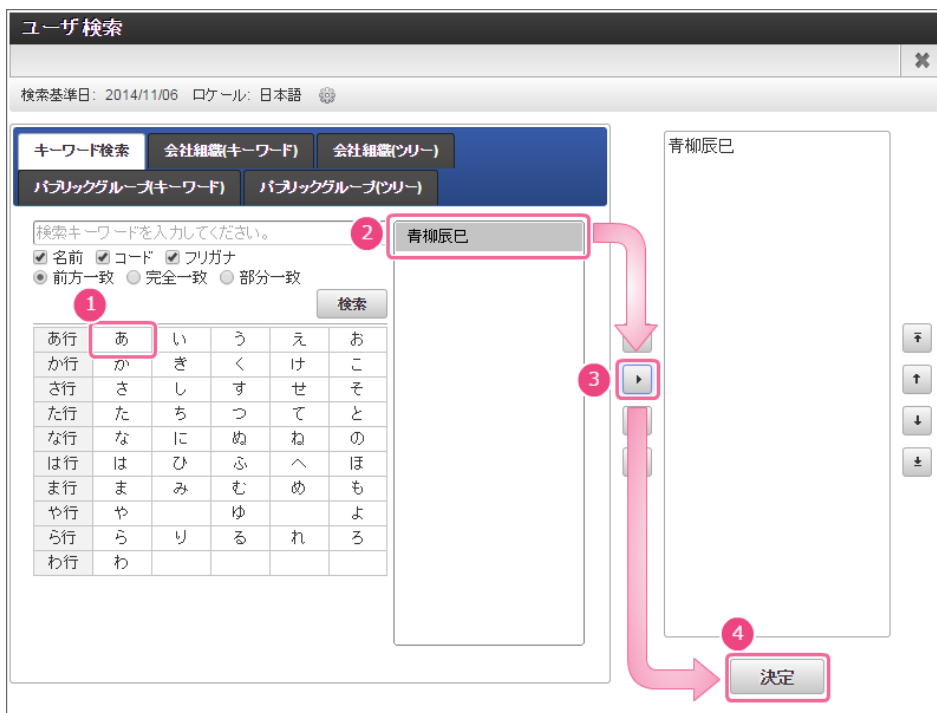 ユーザ検索
検索基準日: 2014/11/06 ロケール: 日本語
キーワード検索 会社組織(キーワード) 会社組織(ツリー)
パブリックグループ(キーワード) パブリックグループ(ツリー)
検索キーワードを入力してください。
名前 コード フリガナ
前方一致 完全一致 部分一致
検索
1
あ行 あ い う え お
か行 か き く け こ
さ行 さ し す せ そ
た行 た ち つ て と
な行 な に ぬ ね の
は行 は ひ ふ へ ほ
ま行 ま み む め も
や行 や ゆ よ
ら行 ら り る れ ろ
わ行 わ
2
青柳辰巳
3
青柳辰巳
4
決定